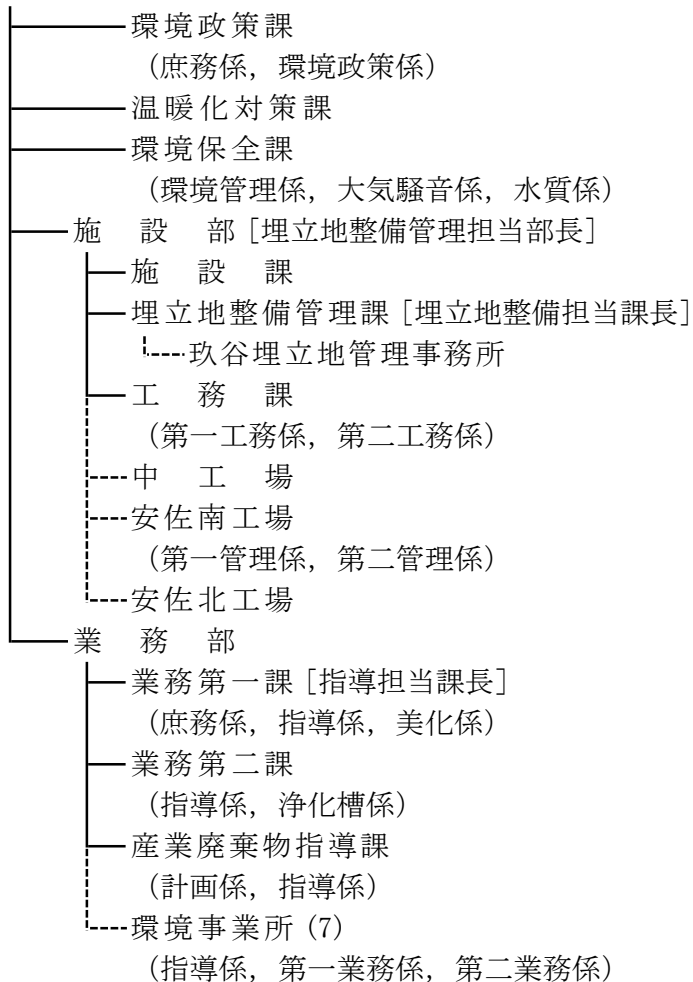 環境政策課
（庶務係，環境政策係）
温暖化対策課
環境保全課
（環境管理係，大気騒音係，水質係）
施設部［埋立地整備管理担当部長］
施設課
埋立地整備管理課［埋立地整備担当課長］
玖谷埋立地管理事務所
工務課
（第一工務係，第二工務係）
中工場
安佐南工場
（第一管理係，第二管理係）
安佐北工場
業務部
業務第一課［指導担当課長］
（庶務係，指導係，美化係）
業務第二課
（指導係，浄化槽係）
産業廃棄物指導課
（計画係，指導係）
環境事業所（7）
（指導係，第一業務係，第二業務係）